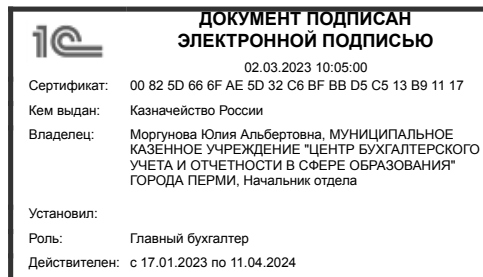 1С
ДОКУМЕНТ ПОДПИСАН
ЭЛЕКТРОННОЙ ПОДПИСЬЮ
02.03.2023 10:05:00
Сертификат: 00 82 5D 66 6F AE 5D 32 C6 BF BB D5 C5 13 B9 11 17
Кем выдан: Казначейство России
Владелец: Моргунова Юлия Альбертовна, МУНИЦИПАЛЬНОЕ
КАЗЕННОЕ УЧРЕЖДЕНИЕ "ЦЕНТР БУХГАЛТЕРСКОГО
УЧЕТА И ОТЧЕТНОСТИ В СФЕРЕ ОБРАЗОВАНИЯ"
ГОРОДА ПЕРМИ, Начальник отдела
Установил:
Роль: Главный бухгалтер
Действителен: с 17.01.2023 по 11.04.2024